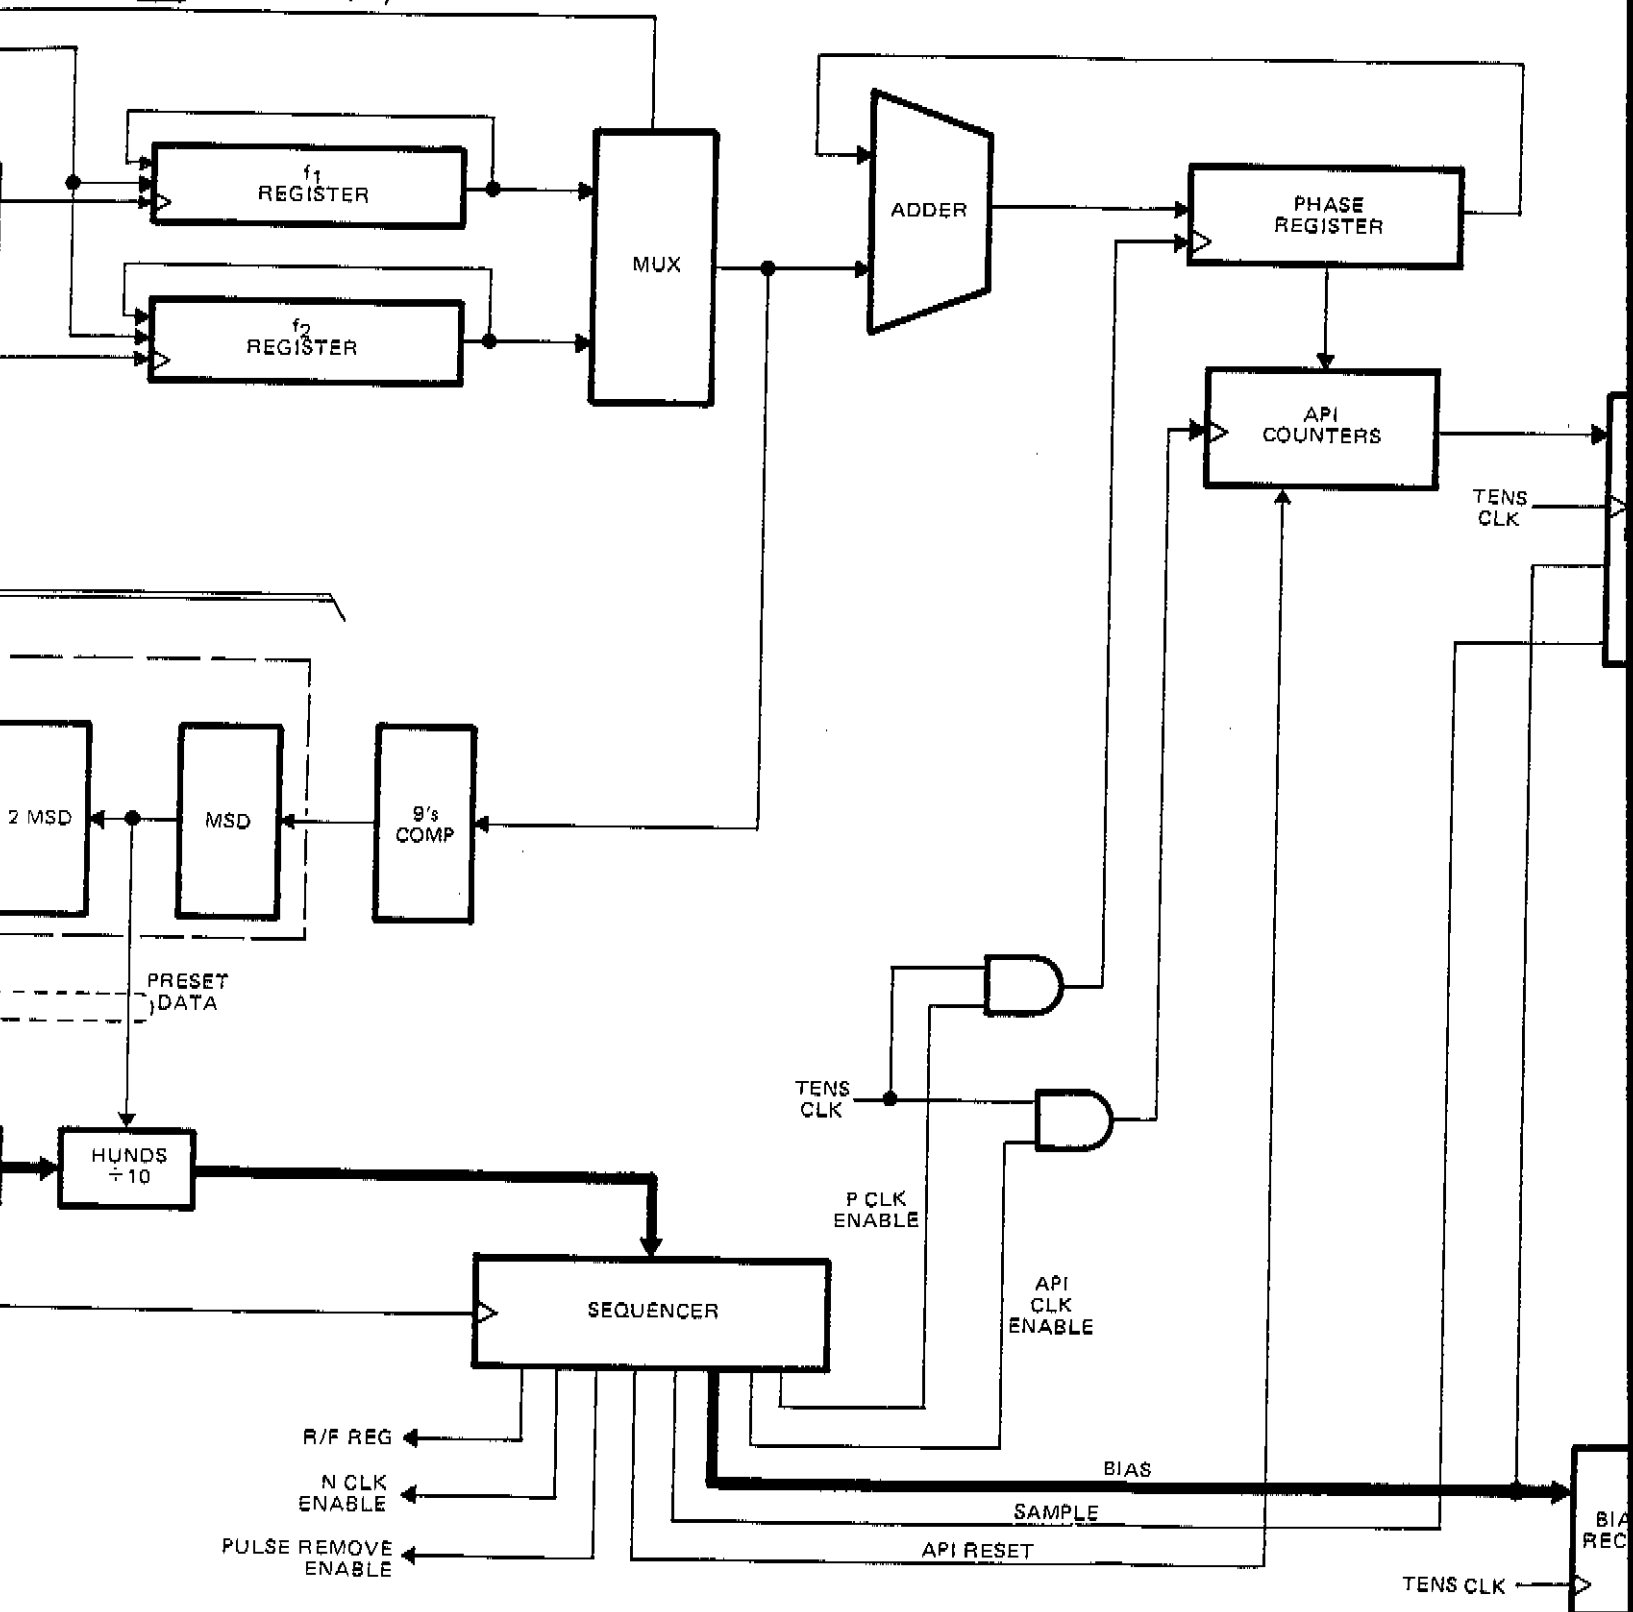 f1
REGISTER
f2
REGISTER
MUX
ADDER
PHASE
REGISTER
API
COUNTERS
TENS
CLK
2 MSD
MSD
9's
COMP
PRESET
DATA
HUNDS
÷10
TENS
CLK
P CLK
ENABLE
API
CLK
ENABLE
SEQUENCER
R/F REG
N CLK
ENABLE
PULSE REMOVE
ENABLE
BIAS
SAMPLE
API RESET
TENS CLK